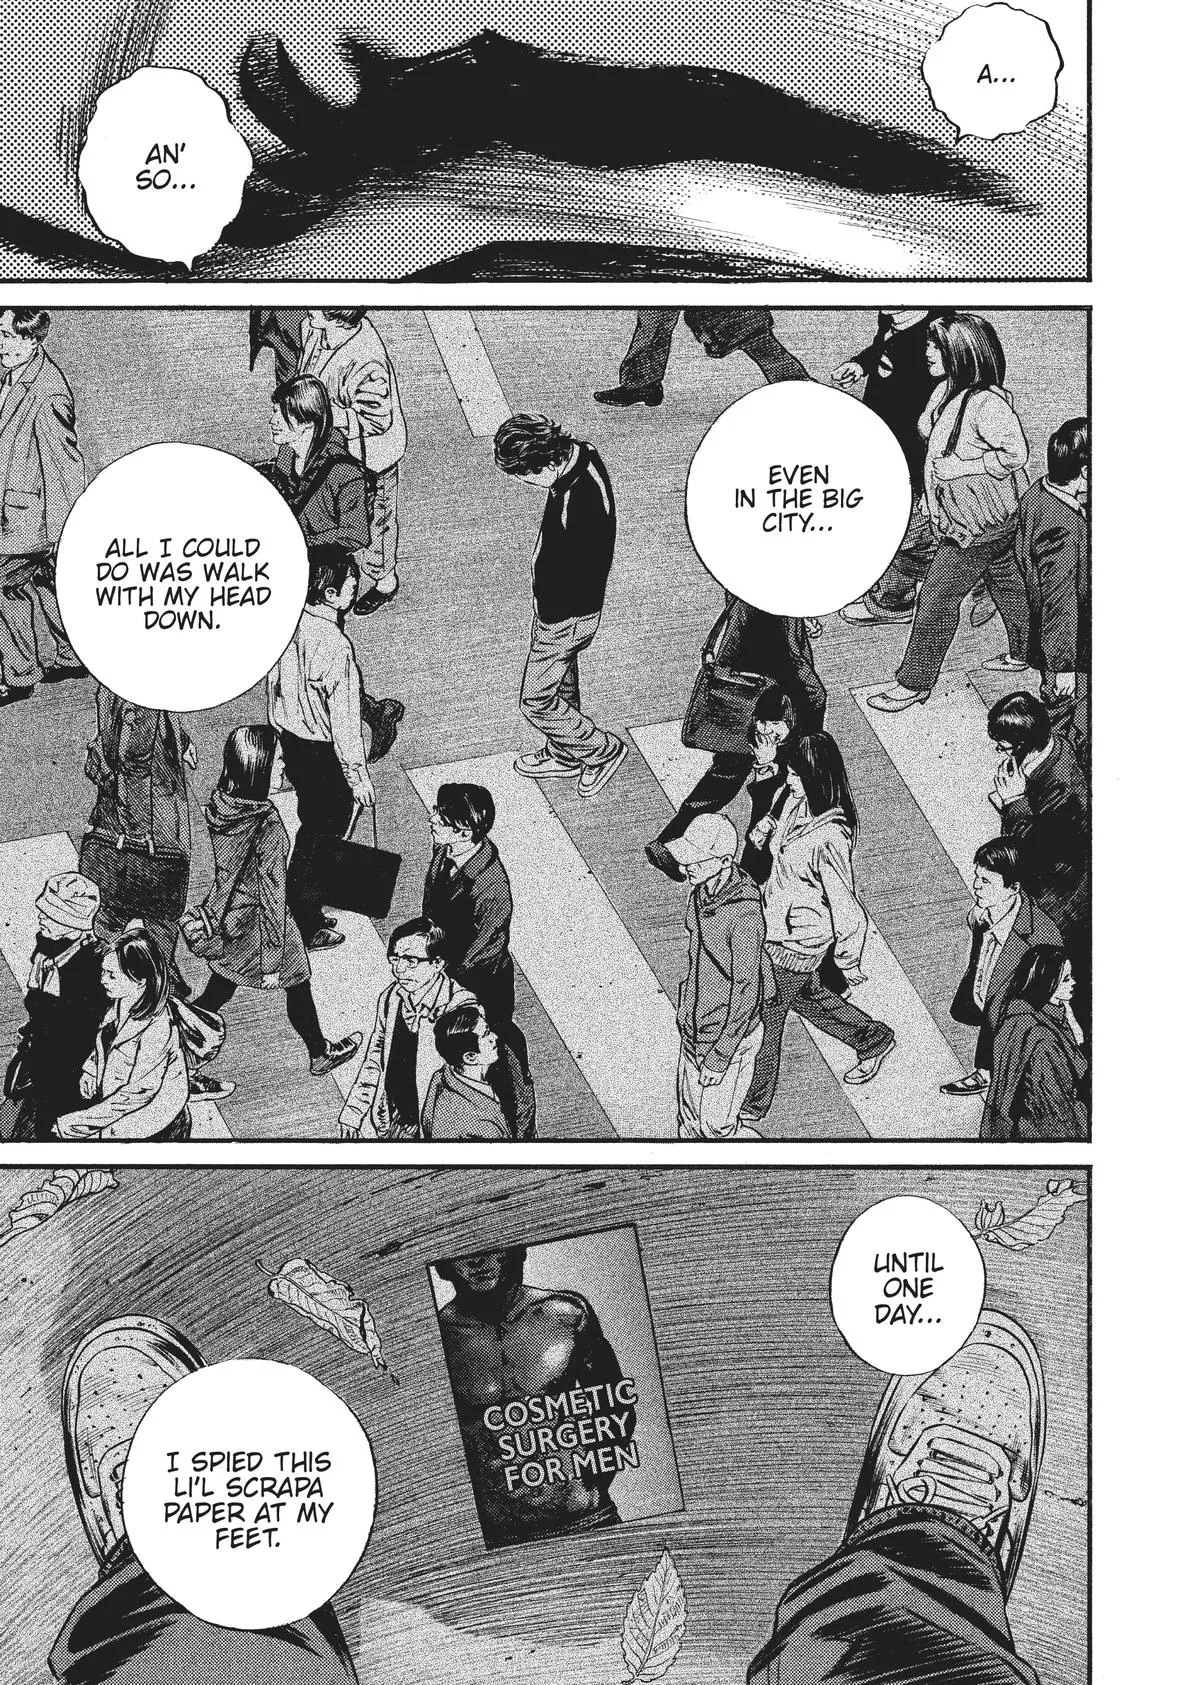 A...
AN'
SO...
EVEN
IN THE BIG
CITY...
ALL I COULD
DO WAS WALK
WITH MY HEAD
DOWN.
UNTIL
ONE
DAY...
COSMETIC
SURGERY
FOR MEN
I SPIED THIS
LI'L SCRAPA
PAPER AT MY
FEET.